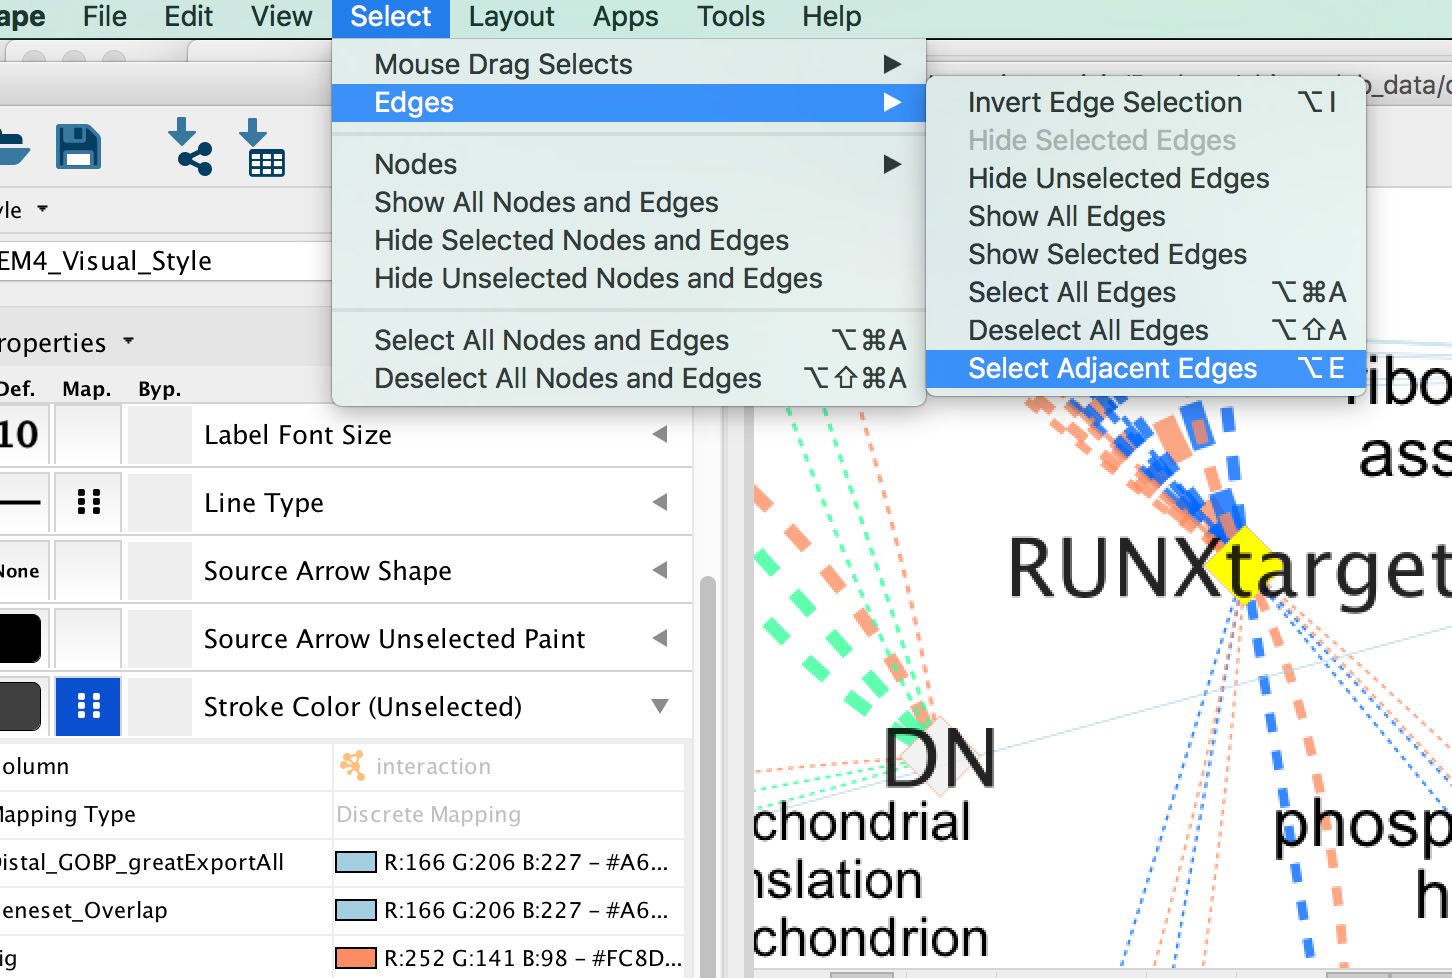 ape File Edit View Select Layout Apps Tools Help
Mouse Drag Selects
Edges
Nodes
Show All Nodes and Edges
Hide Selected Nodes and Edges
Hide Unselected Nodes and Edges
Select All Nodes and Edges ⌥⌘A
Deselect All Nodes and Edges ⌥⇧⌘A
b_data/
Invert Edge Selection ⌥I
Hide Selected Edges
Hide Unselected Edges
Show All Edges
Show Selected Edges
Select All Edges ⌥⌘A
Deselect All Edges ⌥⇧A
Select Adjacent Edges ⌥E
yle
EM4_Visual_Style
roperties
Def. Map. Byp.
10 Label Font Size
Line Type
None Source Arrow Shape
Source Arrow Unselected Paint
Stroke Color (Unselected)
olumn interaction
Mapping Type Discrete Mapping
istal_GOBP_greatExportAll R:166 G:206 B:227 – #A6...
eneset_Overlap R:166 G:206 B:227 – #A6...
ig R:252 G:141 B:98 – #FC8D...
ribo
ass
RUNXtarget
DN
chondrial
nslation
chondrion
phosp
h